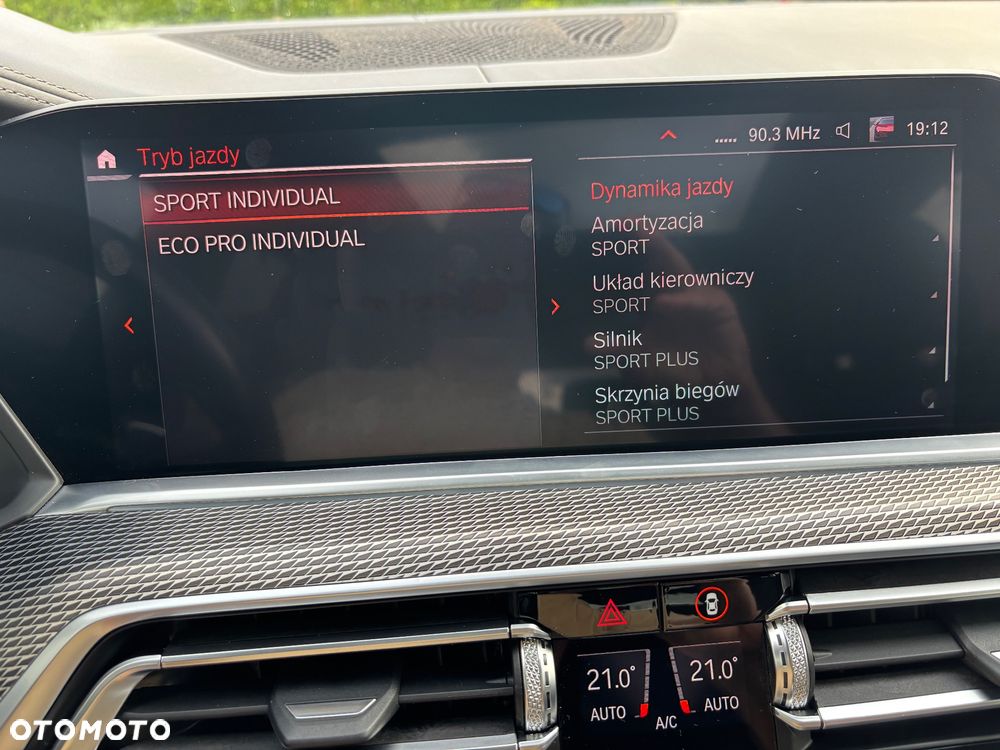 90.3 MHz 19:12
Tryb jazdy
SPORT INDIVIDUAL
ECO PRO INDIVIDUAL
Dynamika jazdy
Amortyzacja
SPORT
Układ kierowniczy
SPORT
Silnik
SPORT PLUS
Skrzynia biegów
SPORT PLUS
21.0° 21.0°
AUTO A/C AUTO
OTOMOTO